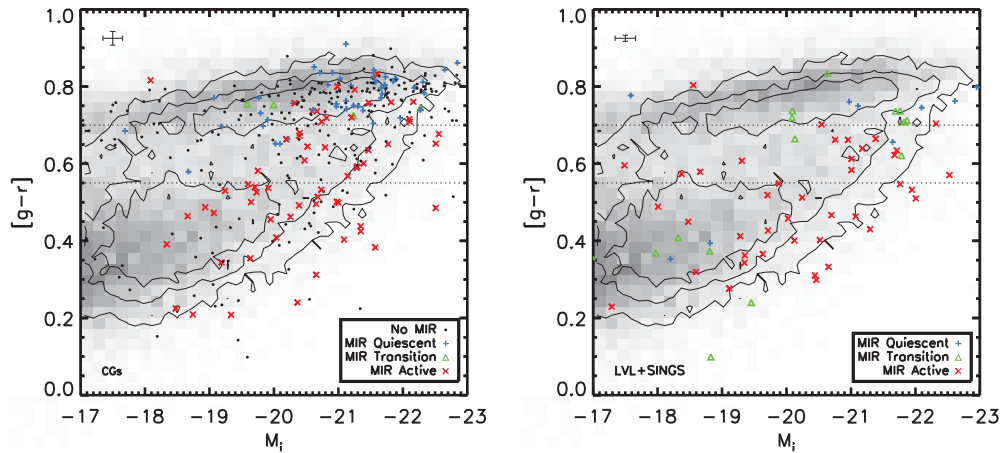 1.0
0.8
0.6
0.4
0.2
0.0
[g-r]
-17
-18
-19
-20
-21
-22
-23
M_i
CGs
No MIR
MIR Quiescent
MIR Transition
MIR Active
1.0
0.8
0.6
0.4
0.2
0.0
[g-r]
-17
-18
-19
-20
-21
-22
-23
M_i
LVL+SINGS
MIR Quiescent
MIR Transition
MIR Active